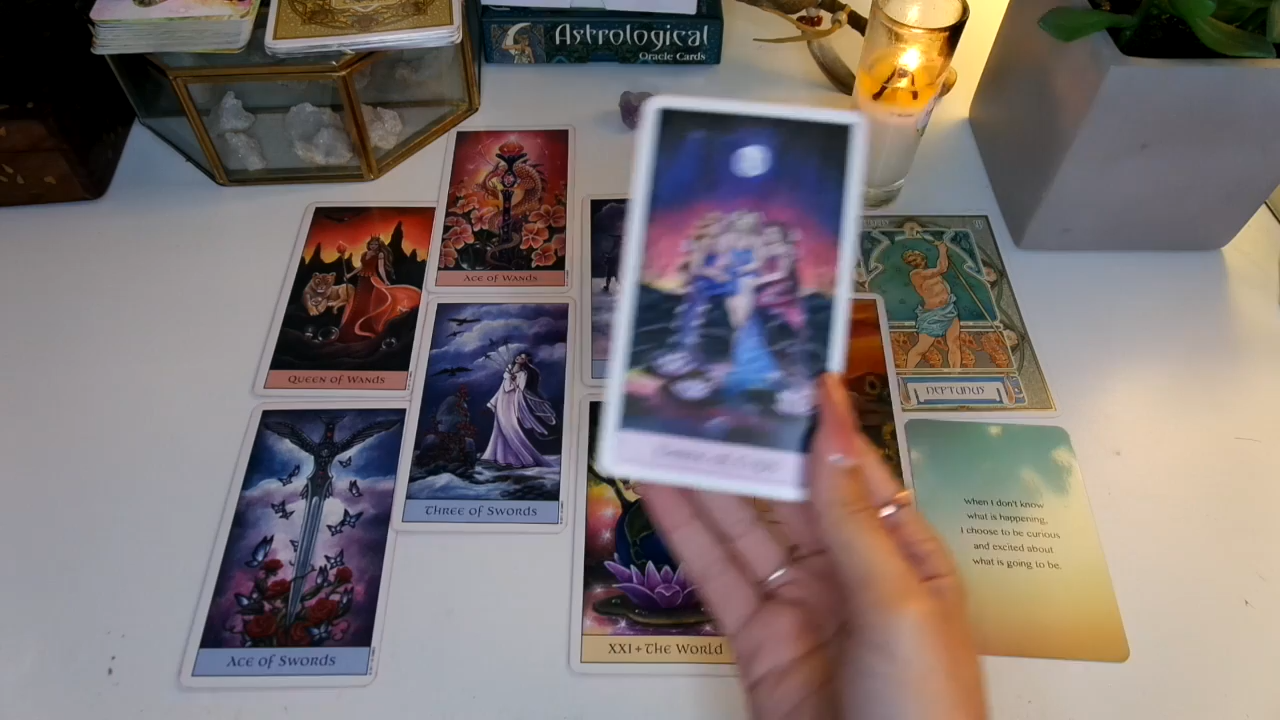 Astrological
Oracle Cards
Ace of Wands
Queen of Wands
Three of Swords
NEPTUNUS
When I don't know
what is happening,
I choose to be curious
and excited about
what is going to be.
XXI + The World
Ace of Swords